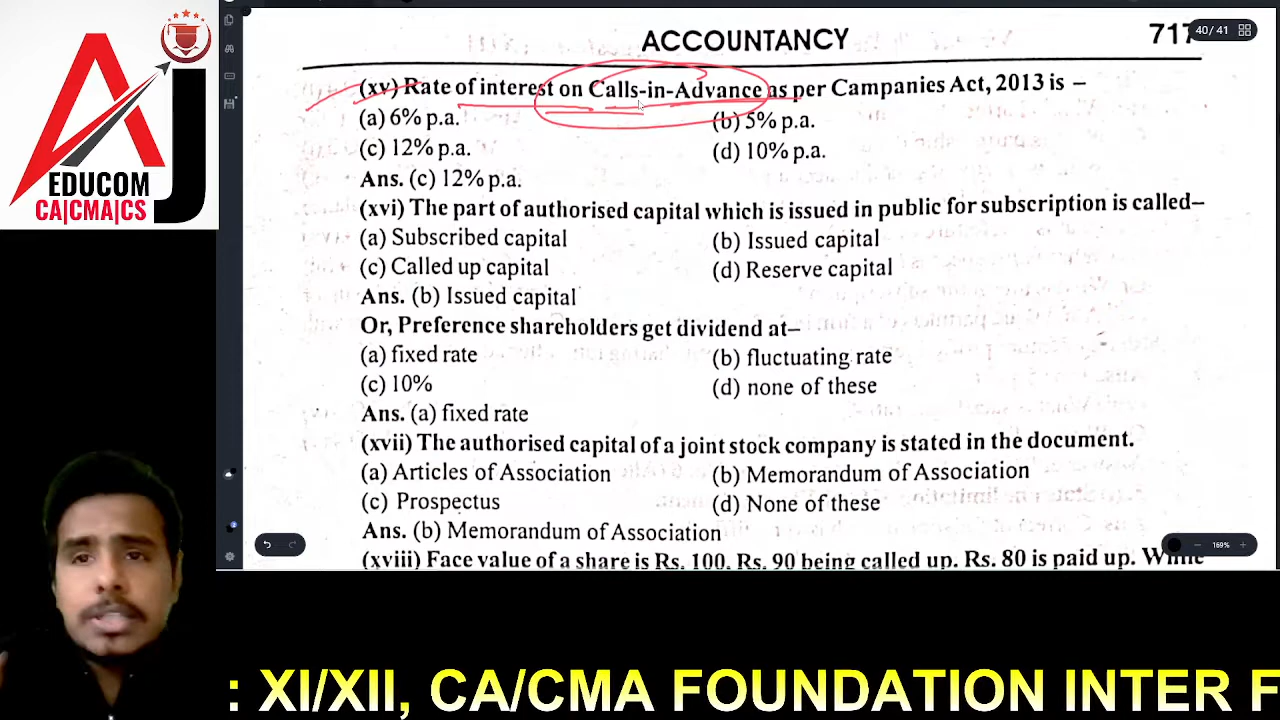 ACCOUNTANCY
717
40 / 41
(xv) Rate of interest on Calls-in-Advance as per Campanies Act, 2013 is –
(a) 6% p.a.
(b) 5% p.a.
(c) 12% p.a.
(d) 10% p.a.
Ans. (c) 12% p.a.
(xvi) The part of authorised capital which is issued in public for subscription is called–
(a) Subscribed capital
(b) Issued capital
(c) Called up capital
(d) Reserve capital
Ans. (b) Issued capital
Or, Preference shareholders get dividend at–
(a) fixed rate
(b) fluctuating rate
(c) 10%
(d) none of these
Ans. (a) fixed rate
(xvii) The authorised capital of a joint stock company is stated in the document.
(a) Articles of Association
(b) Memorandum of Association
(c) Prospectus
(d) None of these
Ans. (b) Memorandum of Association
(xviii) Face value of a share is Rs. 100, Rs. 90 being called up. Rs. 80 is paid up. While
169%
AJ
EDUCOM
CA|CMA|CS
: XI/XII, CA/CMA FOUNDATION INTER F